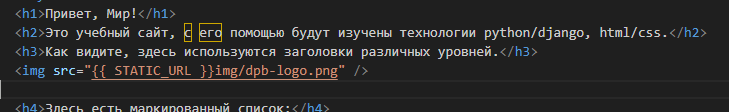 <h1>Привет, Мир!</h1>
<h2>Это учебный сайт, с его помощью будут изучены технологии python/django, html/css.</h2>
<h3>Как видите, здесь используются заголовки различных уровней.</h3>
<img src="{{ STATIC_URL }}img/dpb-logo.png" />
<h4>Здесь есть маркированный список:</h4>